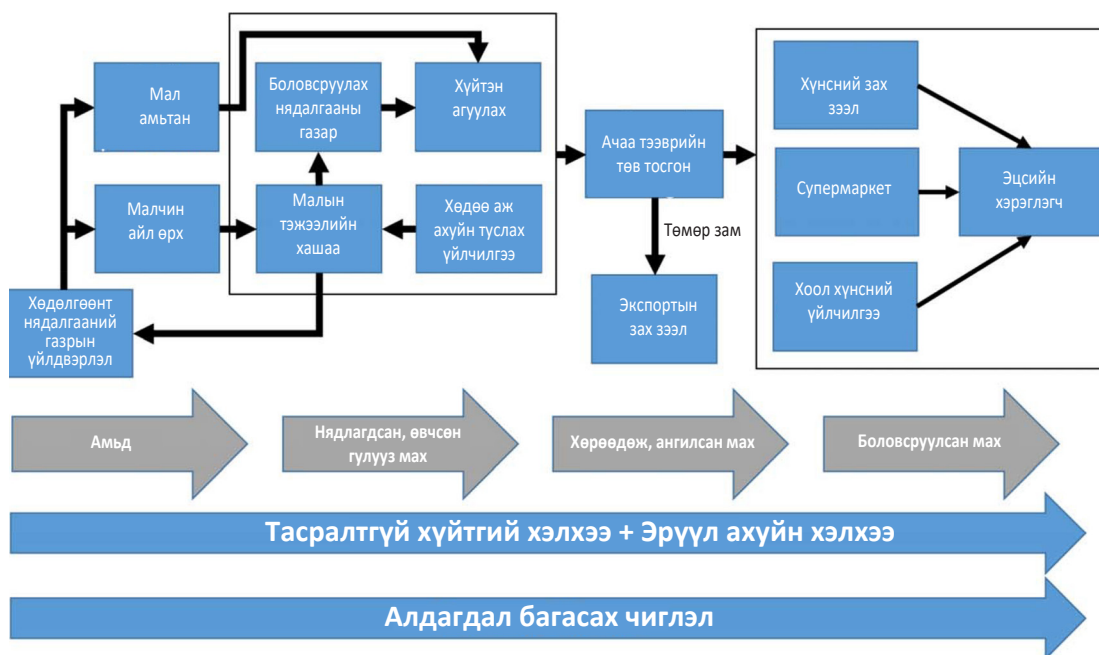 Мал
амьтан
Боловсруулах
нядалгааны
газар
Хүйтэн
агуулах
Малчин
айл өрх
Малын
тэжээлийн
хашаа
Хөдөө аж
ахуйн туслах
үйлчилгээ
Хөдөлгөөнт
нядалгааний
газрын
үйлдвэрлэл
Ачаа тээврийн
төв тосгон
Төмөр зам
Экспортын
зах зээл
Хүнсний зах
зээл
Супермаркет
Хоол хүнсний
үйлчилгээ
Эцсийн
хэрэглэгч
Амьд
Нядлагдсан, өвчсөн
гулууз мах
Хөрөөдөж, ангилсан мах
Боловсруулсан мах
Тасралтгүй хүйтгий хэлхээ + Эрүүл ахуйн хэлхээ
Алдагдал багасах чиглэл